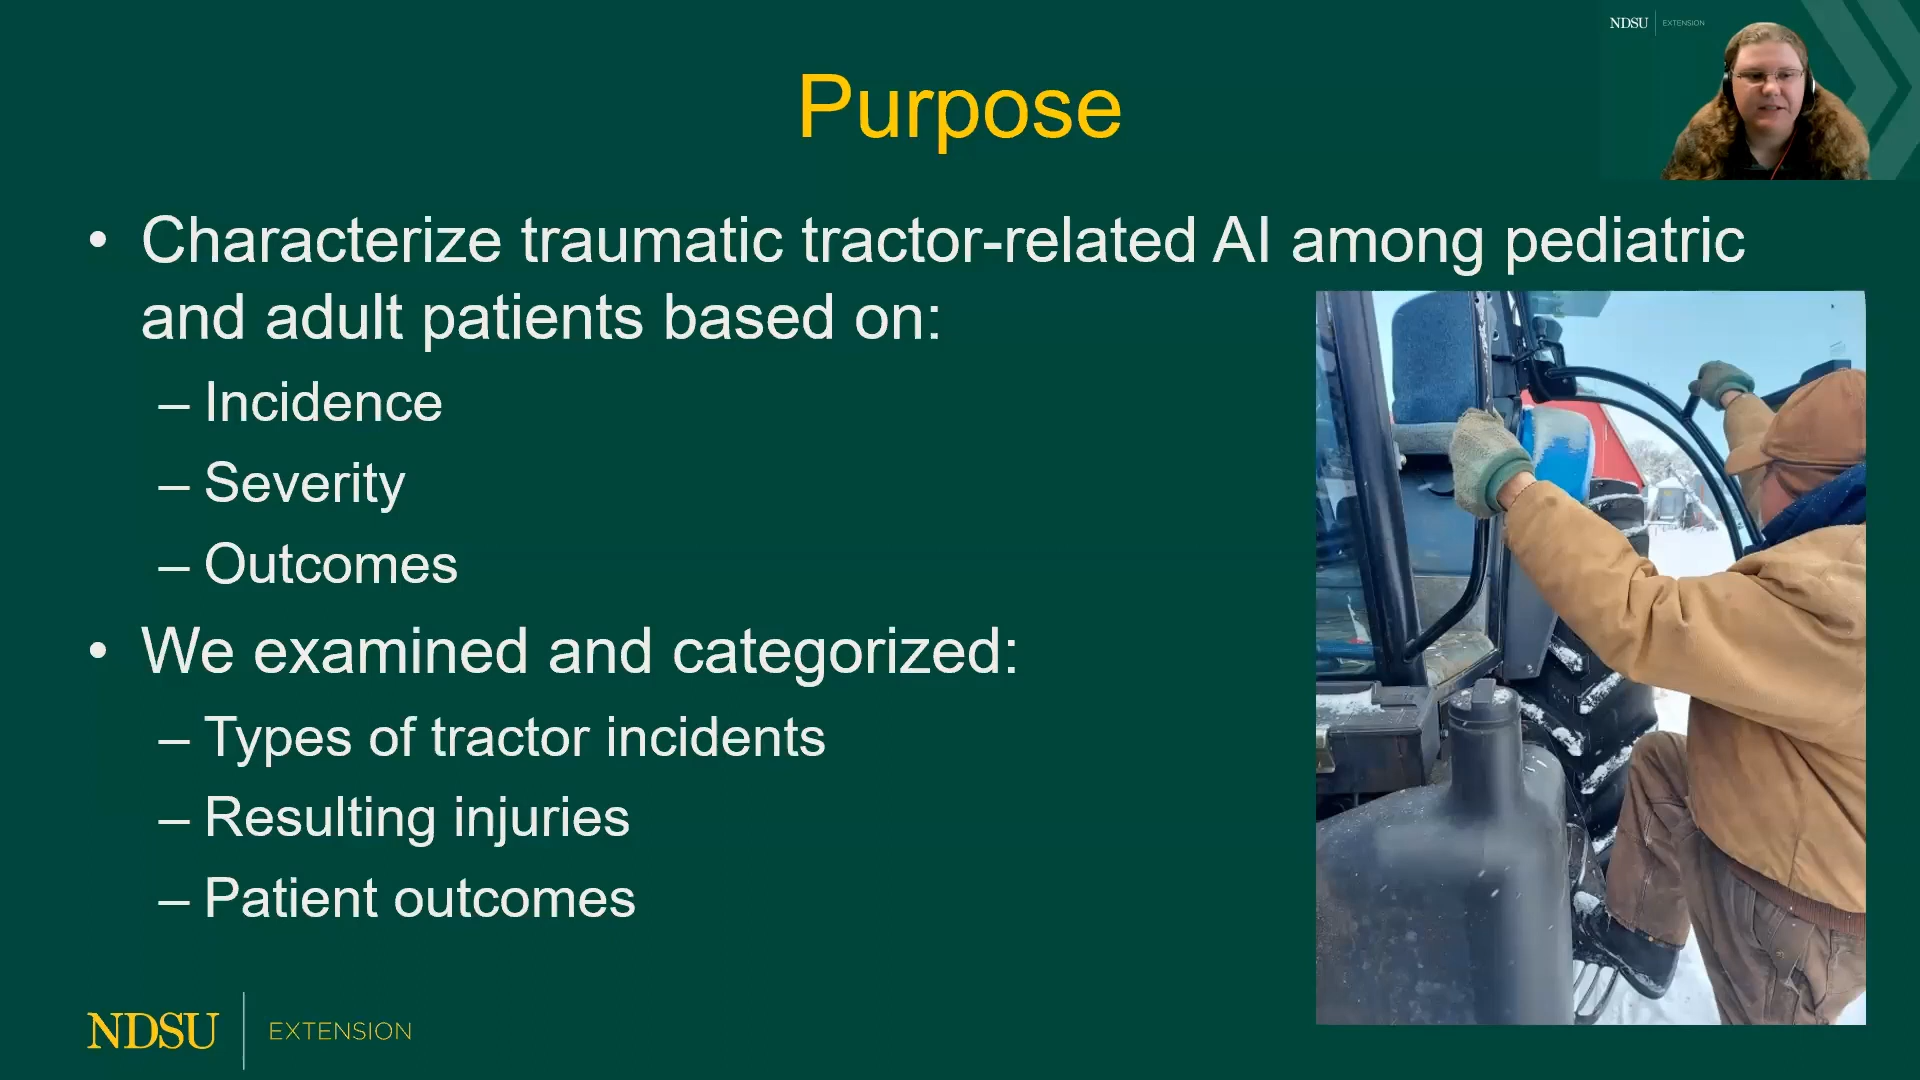 NDSU EXTENSION
Purpose
• Characterize traumatic tractor-related AI among pediatric
and adult patients based on:
– Incidence
– Severity
– Outcomes
• We examined and categorized:
– Types of tractor incidents
– Resulting injuries
– Patient outcomes
NDSU EXTENSION